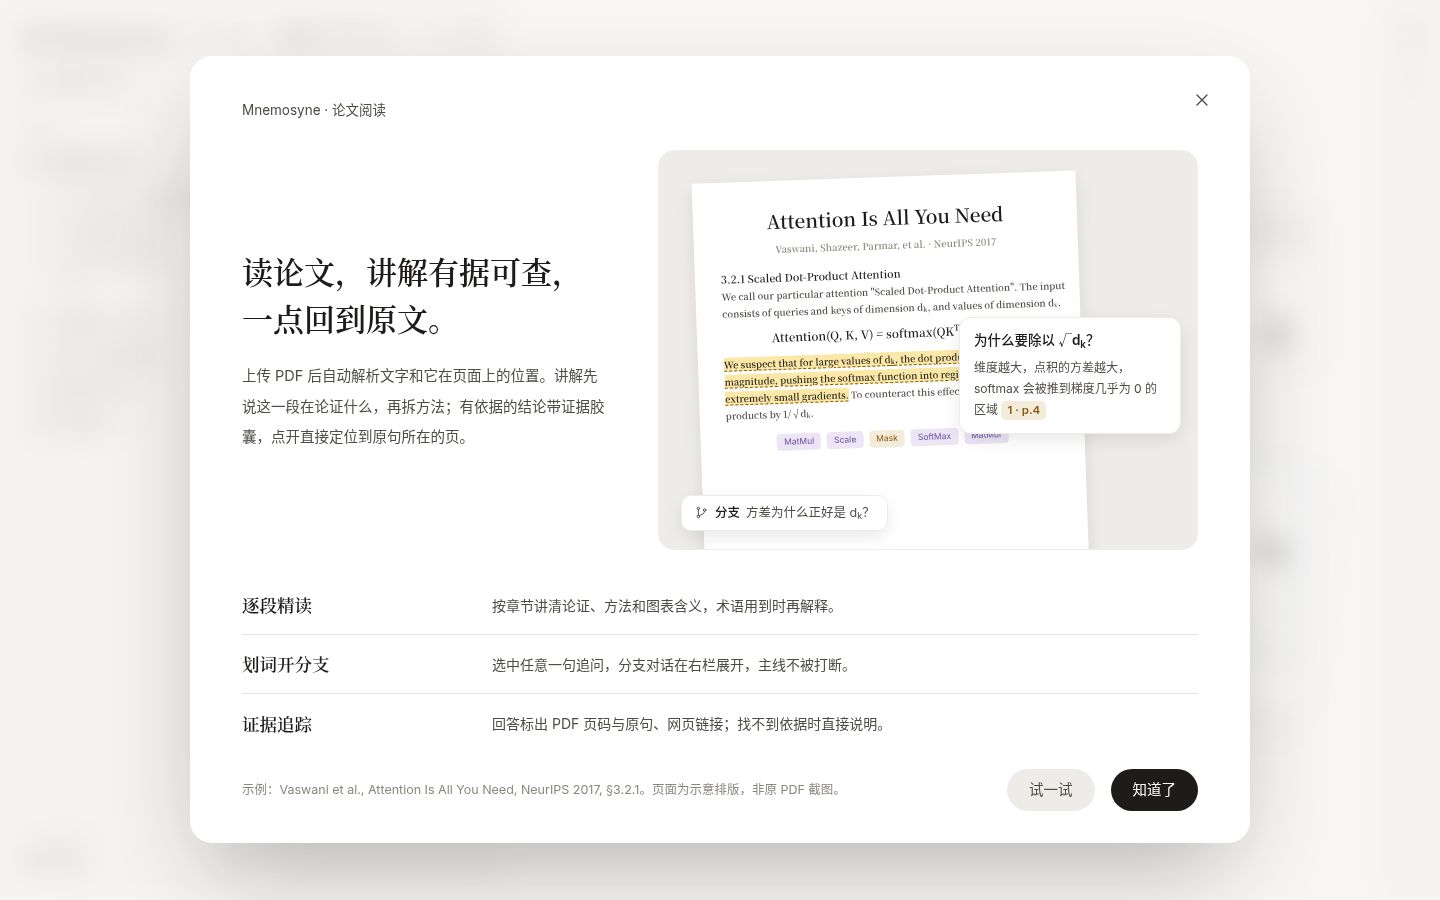 Mnemosyne · 论文阅读
读论文，讲解有据可查，
一点回到原文。
上传 PDF 后自动解析文字和它在页面上的位置。讲解先
说这一段在论证什么，再拆方法；有依据的结论带证据胶
囊，点开直接定位到原句所在的页。
Attention Is All You Need
Vaswani, Shazeer, Parmar, et al. · NeurIPS 2017
3.2.1 Scaled Dot-Product Attention
We call our particular attention "Scaled Dot-Product Attention". The input
consists of queries and keys of dimension dₖ, and values of dimension dᵥ.
Attention(Q, K, V) = softmax(QKᵀ
We suspect that for large values of dₖ, the dot produ
magnitude, pushing the softmax function into regi
extremely small gradients. To counteract this effec
products by 1/√dₖ.
MatMul Scale Mask SoftMax MatMul
为什么要除以 √dₖ？
维度越大，点积的方差越大，
softmax 会被推到梯度几乎为 0 的
区域 1 · p.4
分支 方差为什么正好是 dₖ？
逐段精读 按章节讲清论证、方法和图表含义，术语用到时再解释。
划词开分支 选中任意一句追问，分支对话在右栏展开，主线不被打断。
证据追踪 回答标出 PDF 页码与原句、网页链接；找不到依据时直接说明。
示例：Vaswani et al., Attention Is All You Need, NeurIPS 2017, §3.2.1。页面为示意排版，非原 PDF 截图。
试一试 知道了